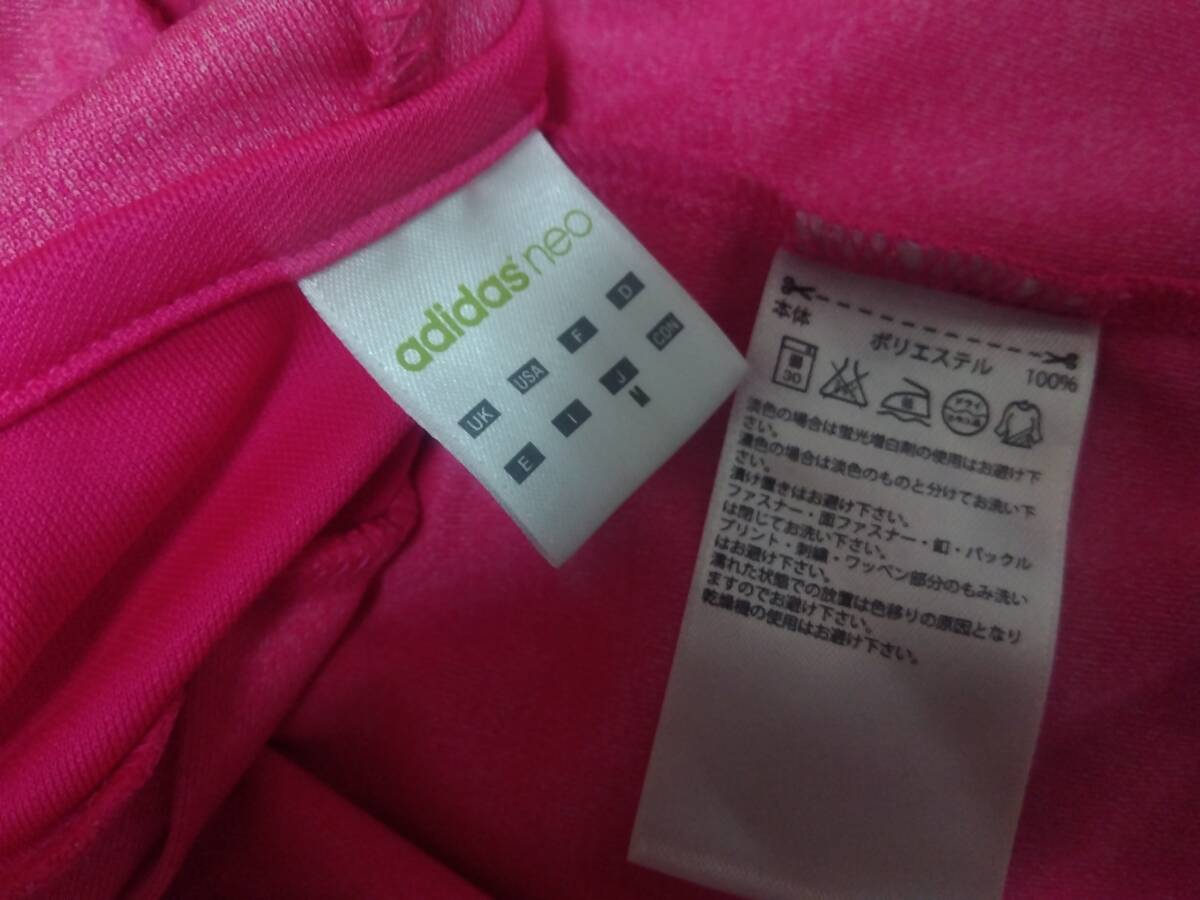 adidas neo
UK USA F D
E I J CDN
M
本体
ポリエステル 100%
30
淡色の場合は蛍光増白剤の使用はお避け下
さい。
濃色の場合は淡色のものと分けてお洗い下
さい。
漬け置きはお避け下さい。
ファスナー・面ファスナー・釦・バックル
は閉じてお洗い下さい。
プリント・刺繍・ワッペン部分のもみ洗い
はお避け下さい。
濡れた状態での放置は色移りの原因となり
ますのでお避け下さい。
乾燥機の使用はお避け下さい。